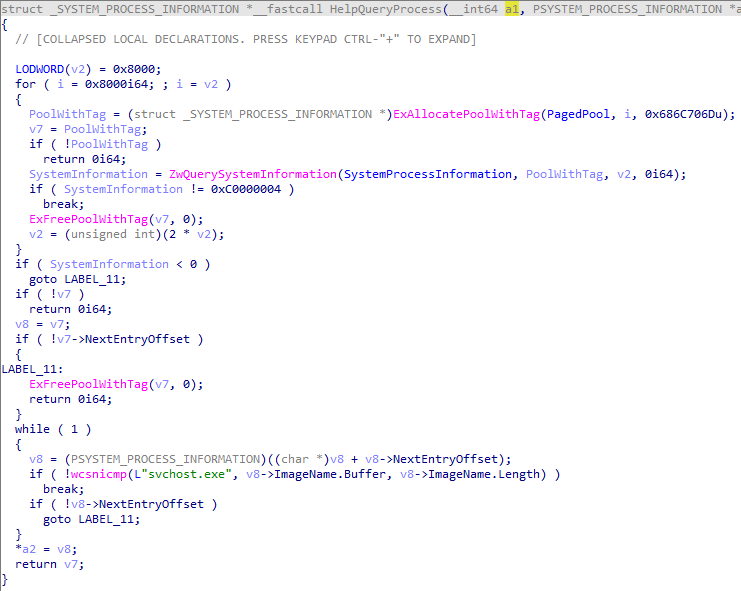 struct _SYSTEM_PROCESS_INFORMATION *__fastcall HelpQueryProcess(__int64 a1, PSYSTEM_PROCESS_INFORMATION *a
{
  // [COLLAPSED LOCAL DECLARATIONS. PRESS KEYPAD CTRL-"+" TO EXPAND]
  LODWORD(v2) = 0x8000;
  for ( i = 0x8000i64; ; i = v2 )
  {
    PoolWithTag = (struct _SYSTEM_PROCESS_INFORMATION *)ExAllocatePoolWithTag(PagedPool, i, 0x686C706Du);
    v7 = PoolWithTag;
    if ( !PoolWithTag )
      return 0i64;
    SystemInformation = ZwQuerySystemInformation(SystemProcessInformation, PoolWithTag, v2, 0i64);
    if ( SystemInformation != 0xC0000004 )
      break;
    ExFreePoolWithTag(v7, 0);
    v2 = (unsigned int)(2 * v2);
  }
  if ( SystemInformation < 0 )
    goto LABEL_11;
  if ( !v7 )
    return 0i64;
  v8 = v7;
  if ( !v7->NextEntryOffset )
  {
LABEL_11:
    ExFreePoolWithTag(v7, 0);
    return 0i64;
  }
  while ( 1 )
  {
    v8 = (PSYSTEM_PROCESS_INFORMATION)((char *)v8 + v8->NextEntryOffset);
    if ( !wcsnicmp(L"svchost.exe", v8->ImageName.Buffer, v8->ImageName.Length) )
      break;
    if ( !v8->NextEntryOffset )
      goto LABEL_11;
  }
  *a2 = v8;
  return v7;
}